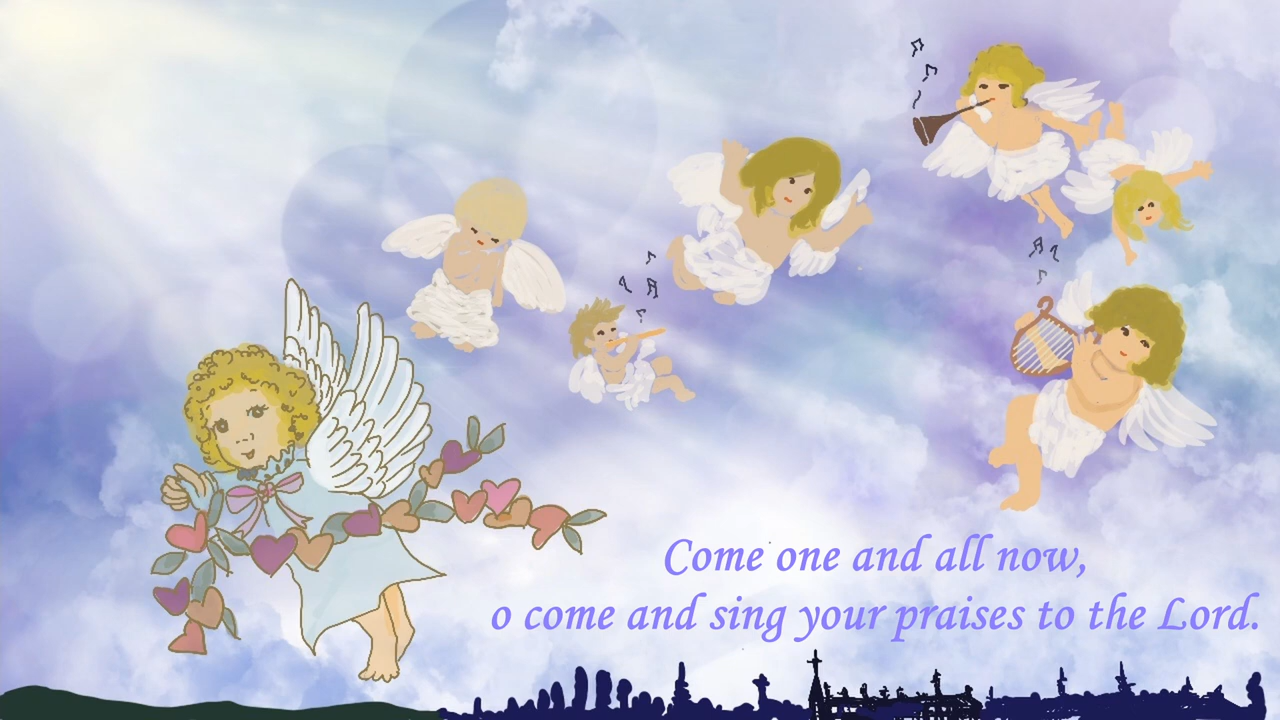 Come one and all now,
o come and sing your praises to the Lord.